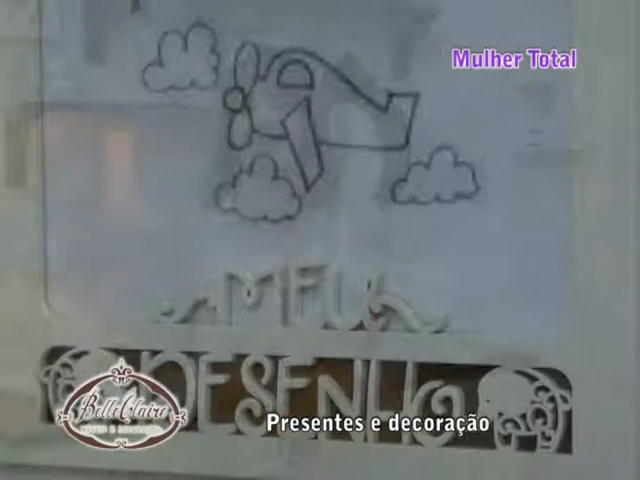 Mulher Total
MEU
DESENHO
BelleClaire
Presentes e decoração